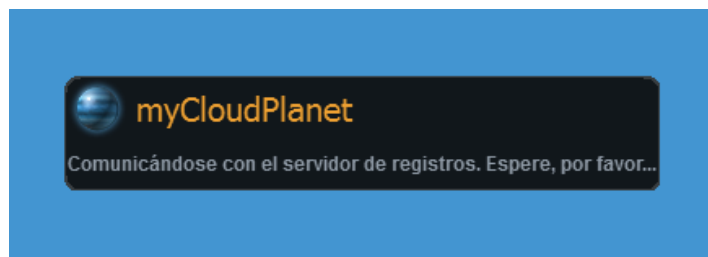 myCloudPlanet
Comunicándose con el servidor de registros. Espere, por favor...